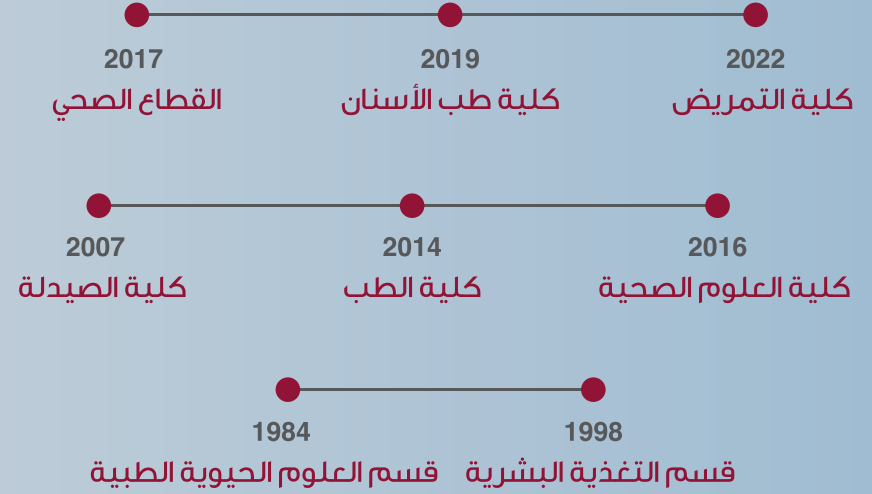 2017 2019 2022
القطاع الصحي كلية طب الأسنان كلية التمريض
2007 2014 2016
كلية الصيدلة كلية الطب كلية العلوم الصحية
1984 1998
قسم العلوم الحيوية الطبية قسم التغذية البشرية